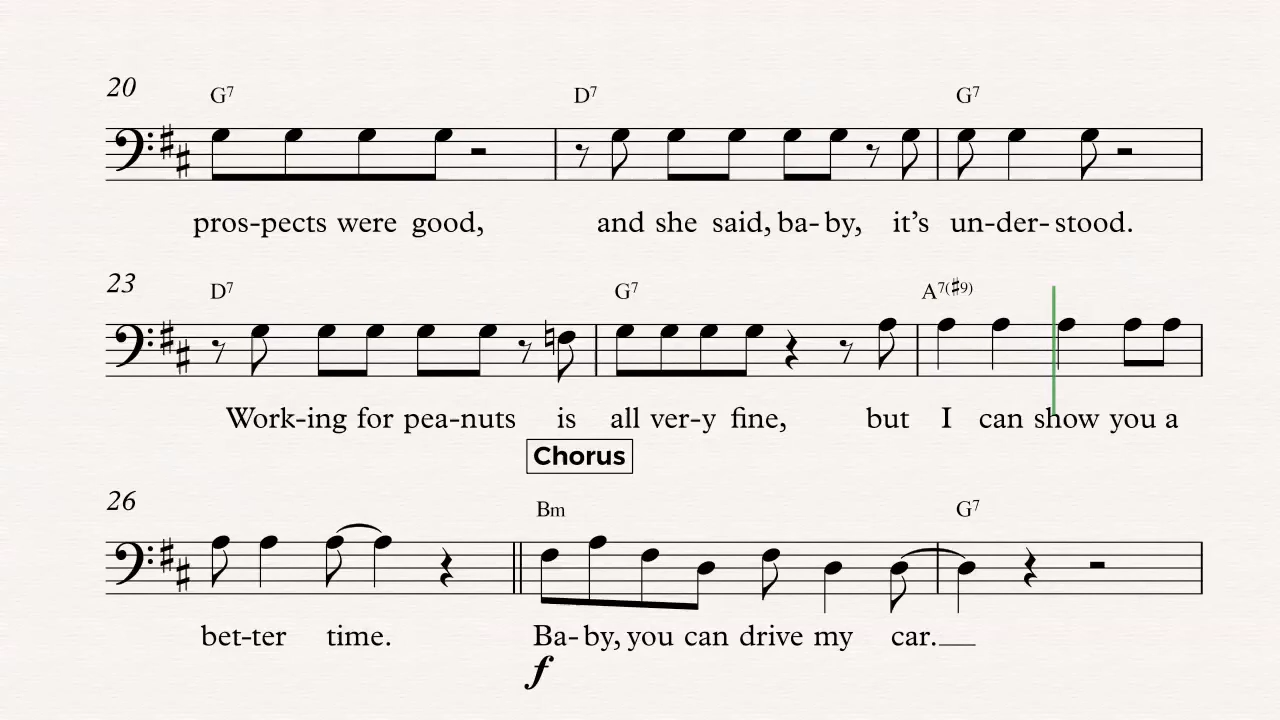 20
G7 D7 G7
pros-pects were good, and she said, ba-by, it's un-der-stood.
23
D7 G7 A7(♯9)
Work-ing for pea-nuts is all ver-y fine, but I can show you a
Chorus
26
Bm G7
bet-ter time. Ba-by, you can drive my car.
f